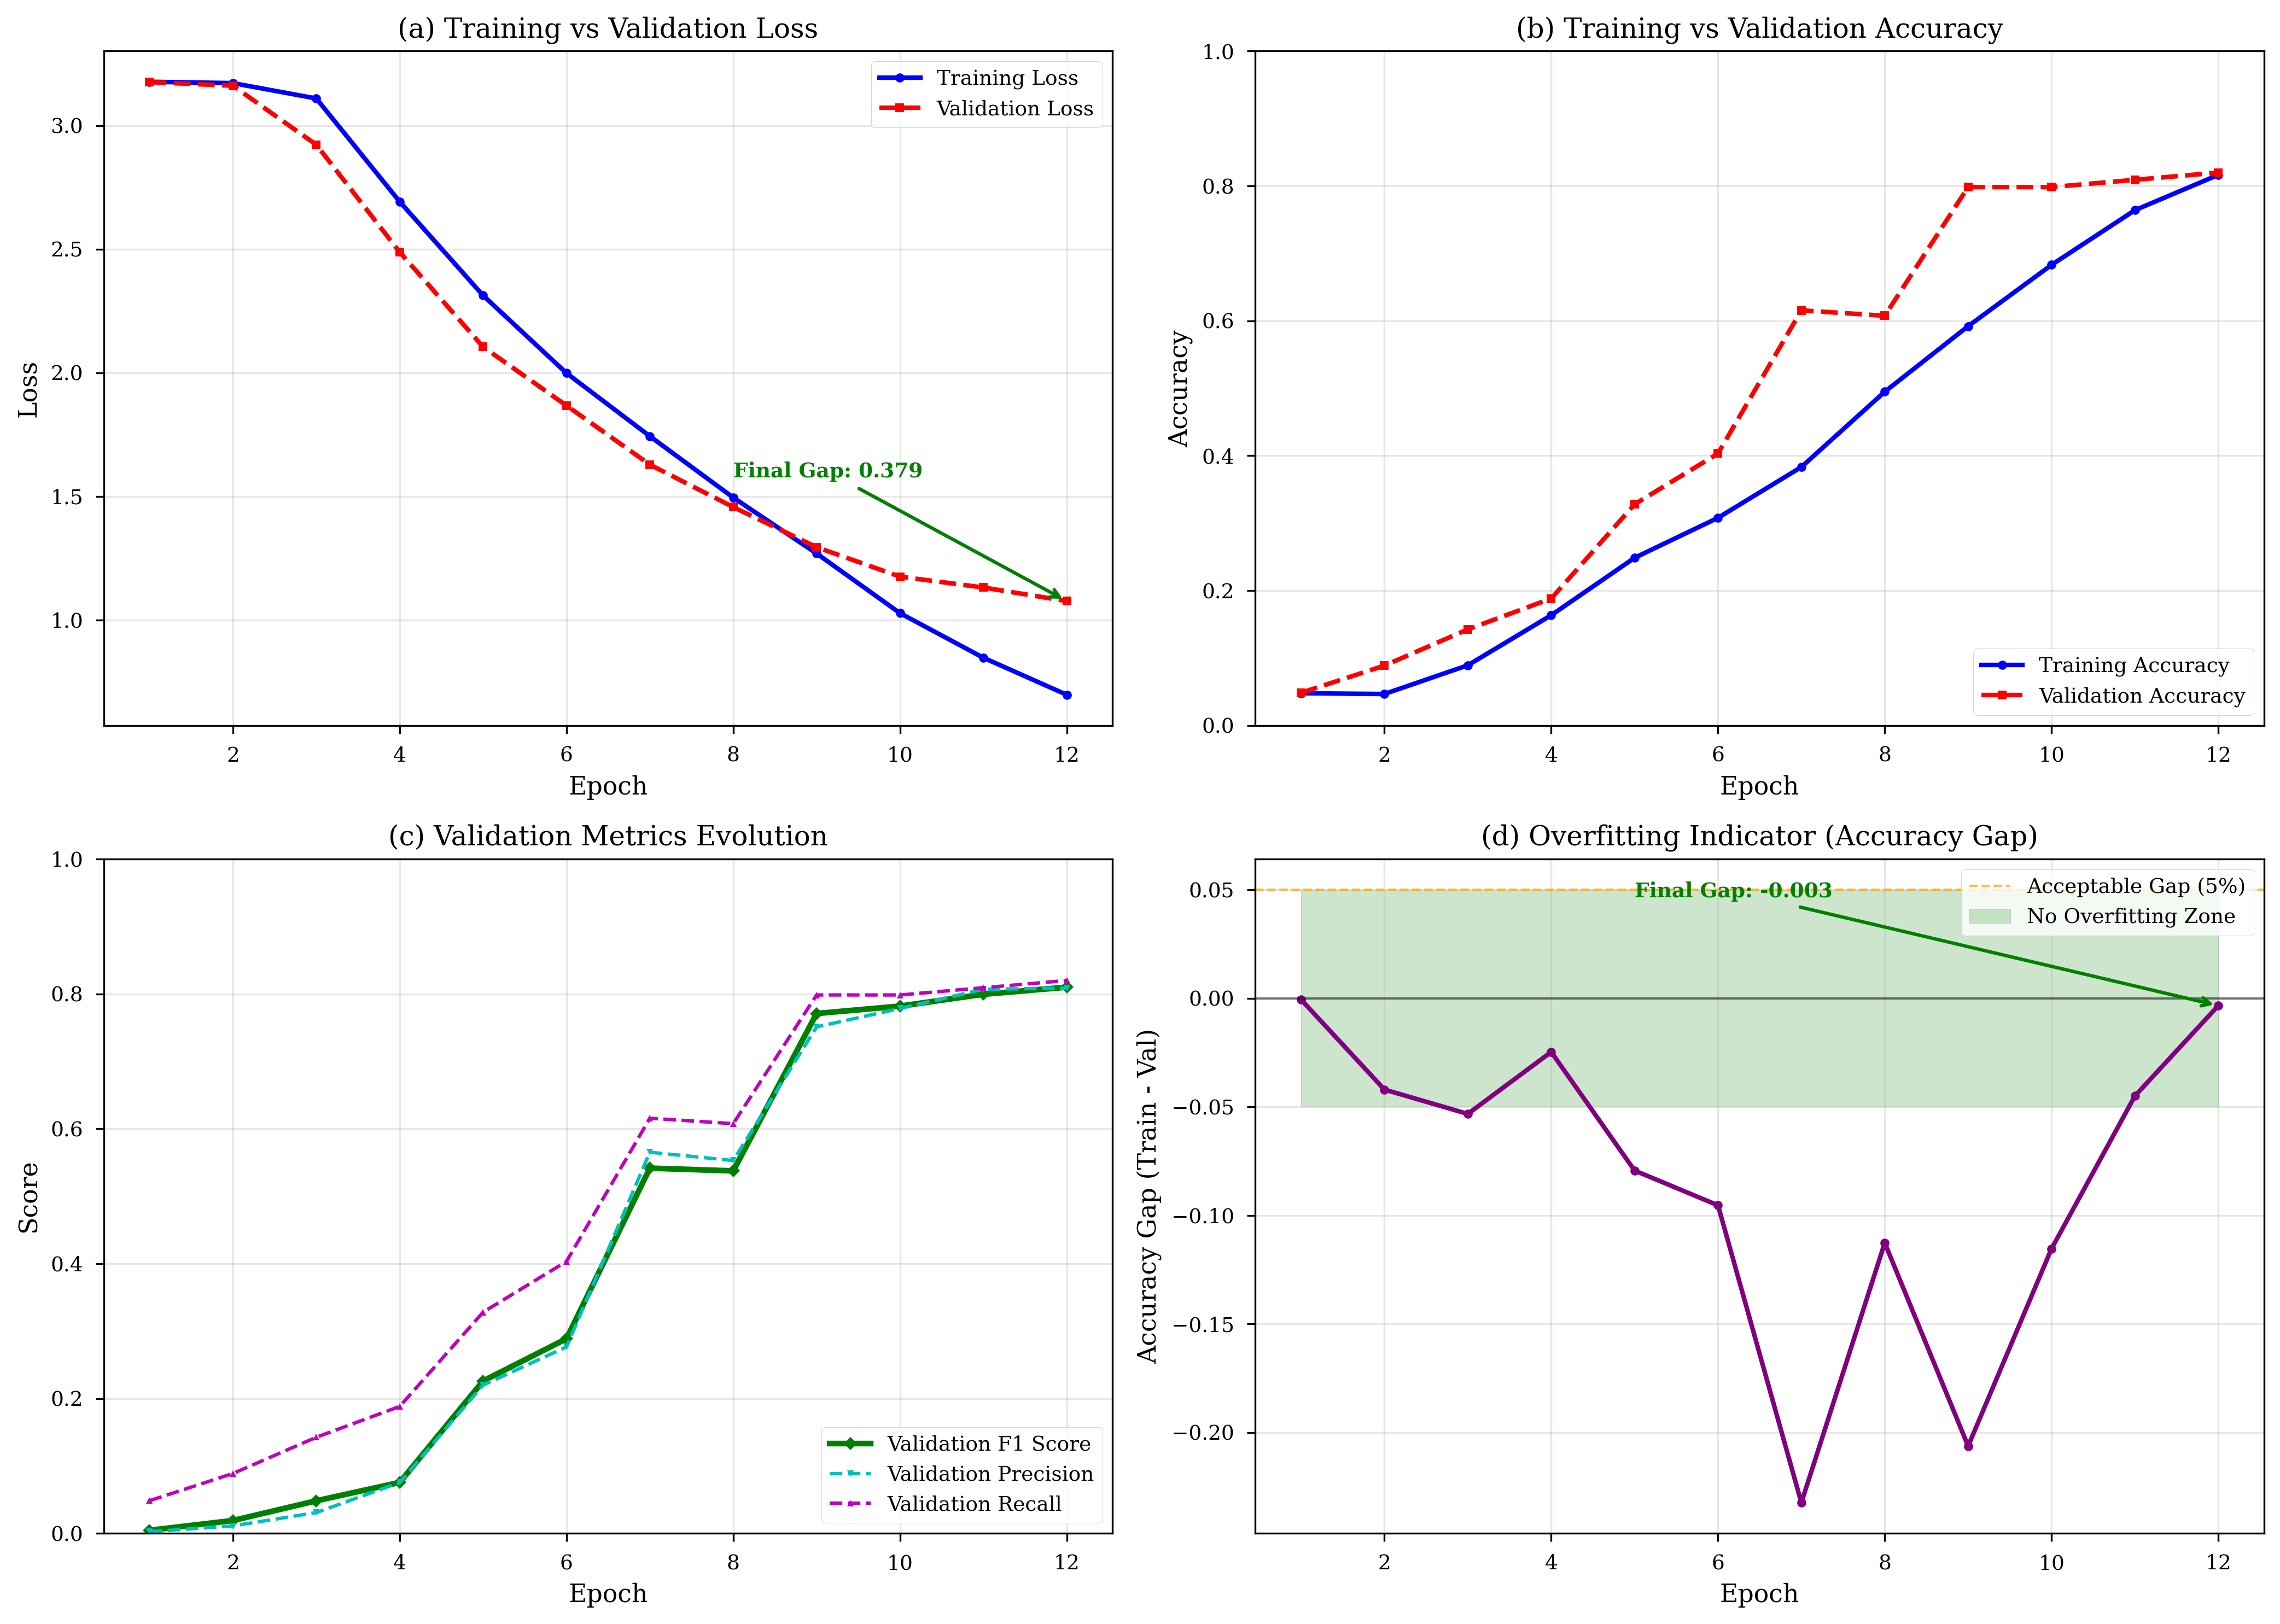 (a) Training vs Validation Loss
Loss
3.0
2.5
2.0
1.5
1.0
Training Loss
Validation Loss
Final Gap: 0.379
2 4 6 8 10 12
Epoch
(b) Training vs Validation Accuracy
Accuracy
1.0
0.8
0.6
0.4
0.2
0.0
Training Accuracy
Validation Accuracy
2 4 6 8 10 12
Epoch
(c) Validation Metrics Evolution
Score
1.0
0.8
0.6
0.4
0.2
0.0
Validation F1 Score
Validation Precision
Validation Recall
2 4 6 8 10 12
Epoch
(d) Overfitting Indicator (Accuracy Gap)
Accuracy Gap (Train - Val)
0.05
0.00
−0.05
−0.10
−0.15
−0.20
Final Gap: -0.003
Acceptable Gap (5%)
No Overfitting Zone
2 4 6 8 10 12
Epoch